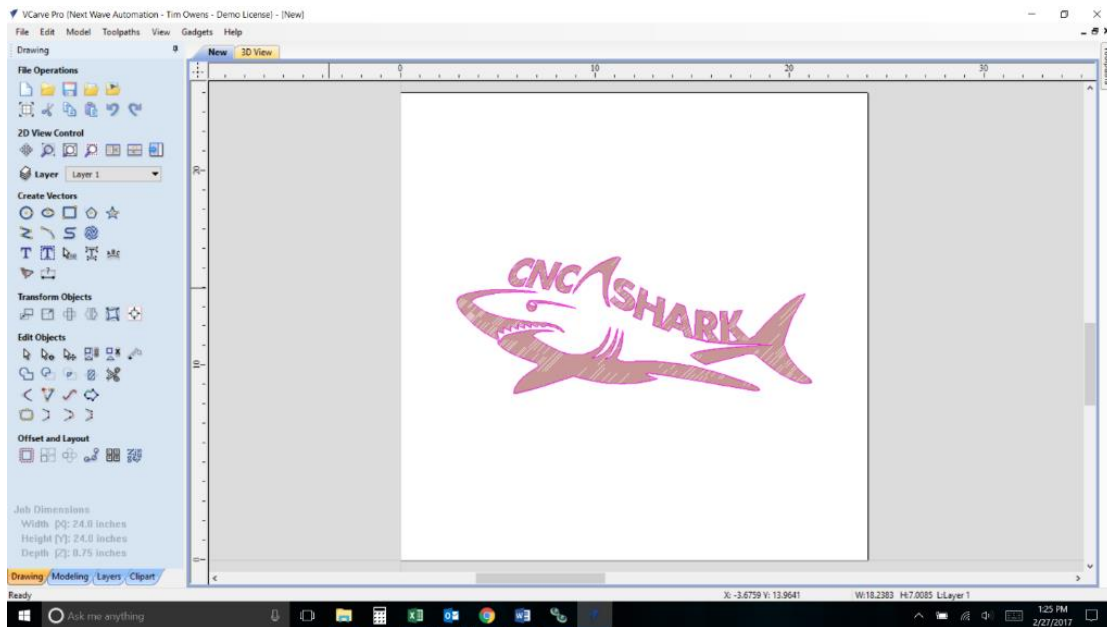 VCarve Pro (Next Wave Automation - Tim Owens - Demo License) - [New]
File Edit Model Toolpaths View Gadgets Help
Drawing
New 3D View
File Operations
0 10 20 30
2D View Control
Layer Layer 1
20
Create Vectors
CNC SHARK
Transform Objects
Edit Objects
10
Offset and Layout
Job Dimensions
Width (X): 24.0 inches
Height (Y): 24.0 inches
Depth (Z): 0.75 inches
0
Drawing Modeling Layers Clipart
Ready
X: -3.6759 Y: 13.9641 W:18.2383 H:7.0085 L:Layer 1
Ask me anything
1:25 PM
2/27/2017